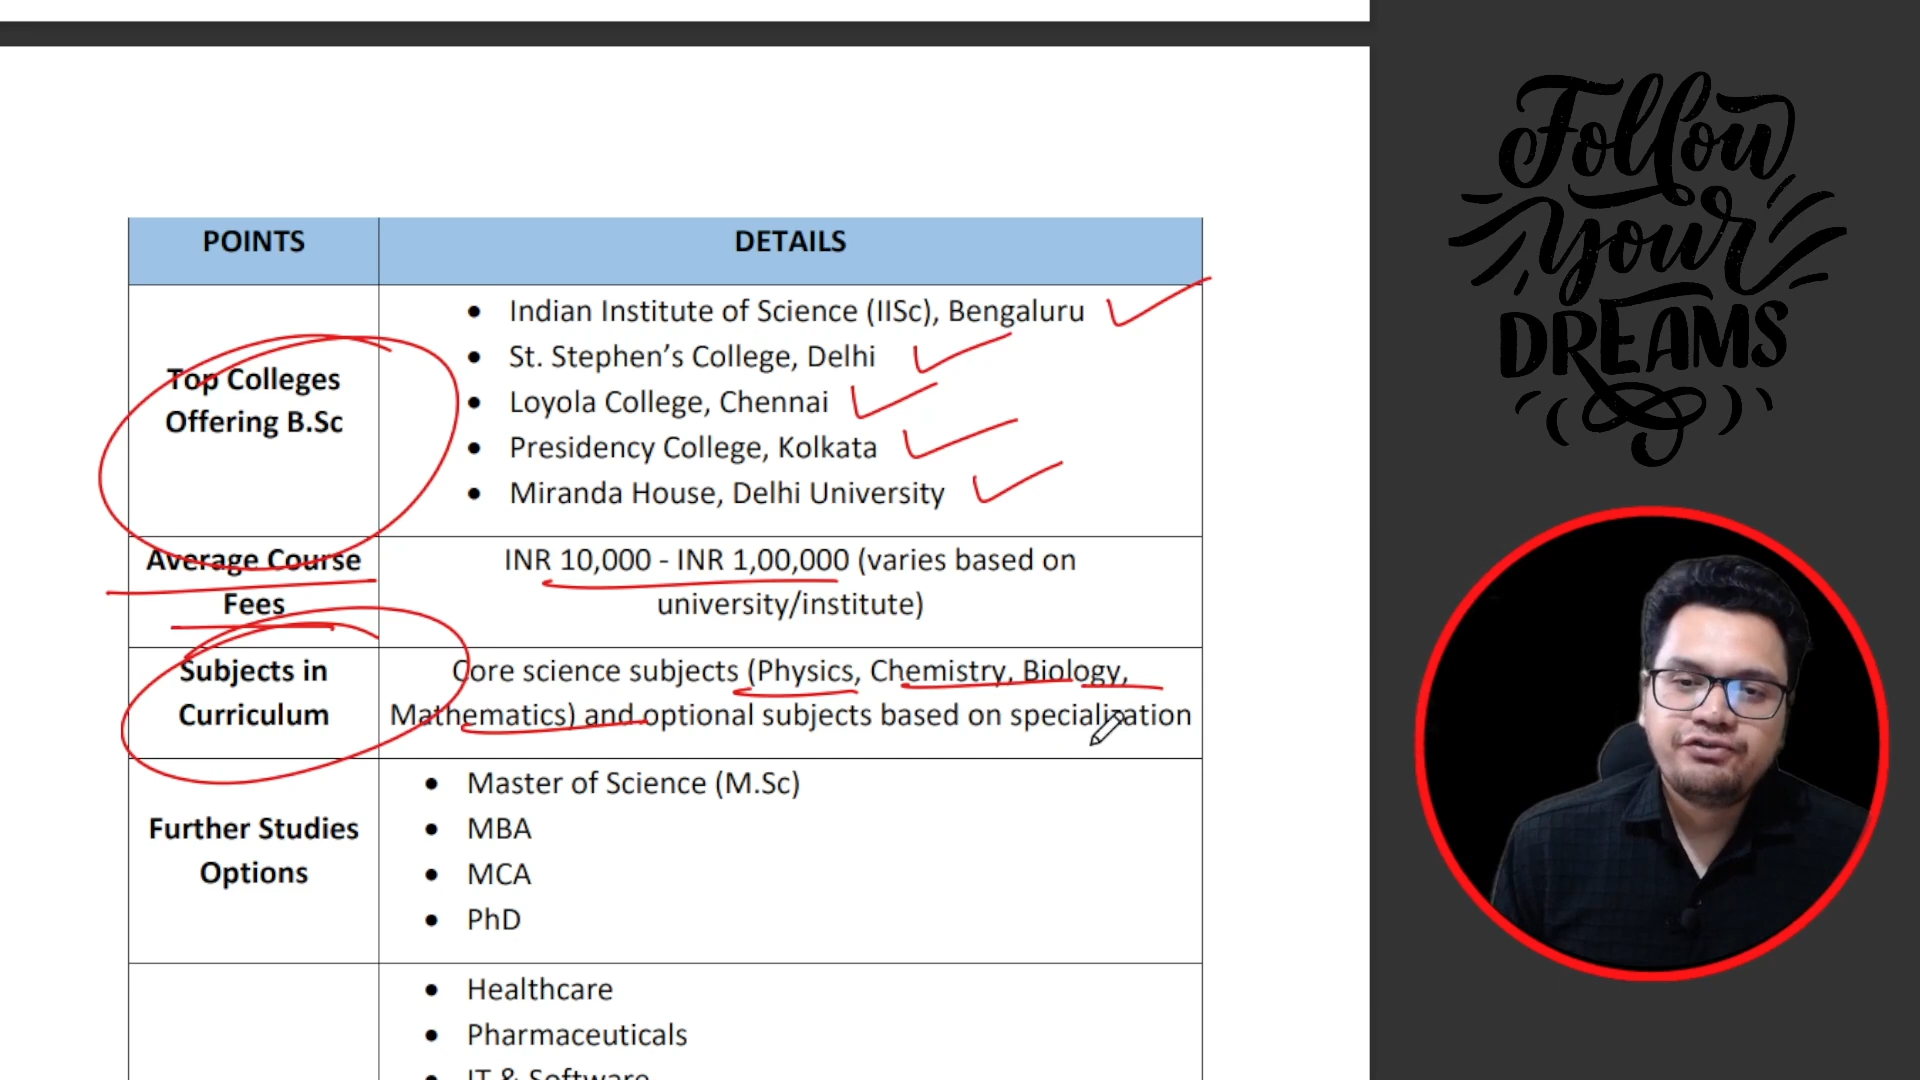 POINTS
DETAILS
Top Colleges
Offering B.Sc
• Indian Institute of Science (IISc), Bengaluru
• St. Stephen’s College, Delhi
• Loyola College, Chennai
• Presidency College, Kolkata
• Miranda House, Delhi University
Average Course
Fees
INR 10,000 - INR 1,00,000 (varies based on
university/institute)
Subjects in
Curriculum
Core science subjects (Physics, Chemistry, Biology,
Mathematics) and optional subjects based on specialization
Further Studies
Options
• Master of Science (M.Sc)
• MBA
• MCA
• PhD
• Healthcare
• Pharmaceuticals
• IT & Software
Follow
Your
DREAMS